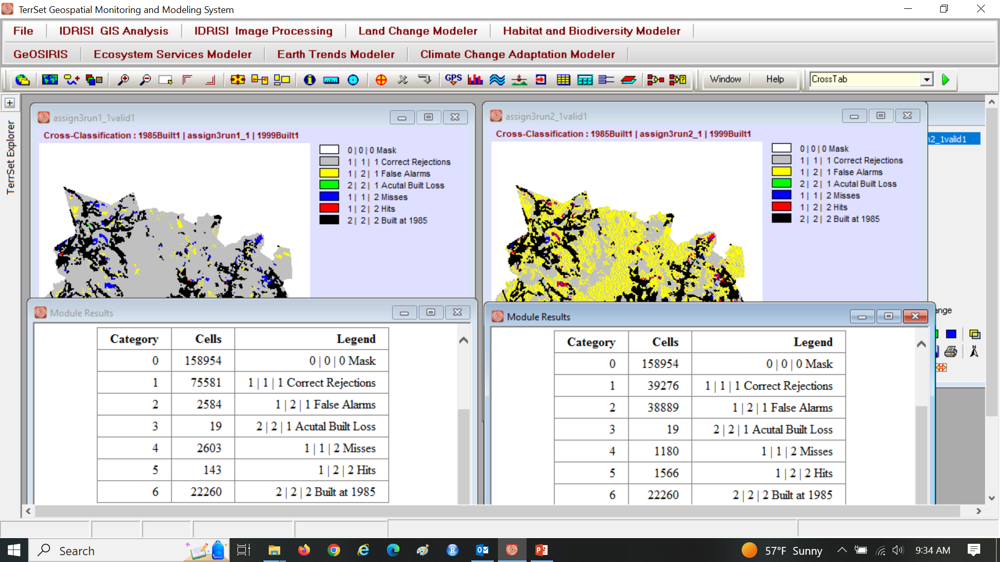 TerrSet Geospatial Monitoring and Modeling System
File IDRISI GIS Analysis IDRISI Image Processing Land Change Modeler Habitat and Biodiversity Modeler
GeOSIRIS Ecosystem Services Modeler Earth Trends Modeler Climate Change Adaptation Modeler
GPS Window Help CrossTab
TerrSet Explorer
assign3run1_1valid1
Cross-Classification : 1985Built1 | assign3run1_1 | 1999Built1
0 | 0 | 0 Mask
1 | 1 | 1 Correct Rejections
1 | 2 | 1 False Alarms
2 | 2 | 1 Acutal Built Loss
1 | 1 | 2 Misses
1 | 2 | 2 Hits
2 | 2 | 2 Built at 1985
assign3run2_1valid1
Cross-Classification : 1985Built1 | assign3run2_1 | 1999Built1
0 | 0 | 0 Mask
1 | 1 | 1 Correct Rejections
1 | 2 | 1 False Alarms
2 | 2 | 1 Acutal Built Loss
1 | 1 | 2 Misses
1 | 2 | 2 Hits
2 | 2 | 2 Built at 1985
n2_1valid1
Module Results
Category Cells Legend
0 158954 0 | 0 | 0 Mask
1 75581 1 | 1 | 1 Correct Rejections
2 2584 1 | 2 | 1 False Alarms
3 19 2 | 2 | 1 Acutal Built Loss
4 2603 1 | 1 | 2 Misses
5 143 1 | 2 | 2 Hits
6 22260 2 | 2 | 2 Built at 1985
Module Results
Category Cells Legend
0 158954 0 | 0 | 0 Mask
1 39276 1 | 1 | 1 Correct Rejections
2 38889 1 | 2 | 1 False Alarms
3 19 2 | 2 | 1 Acutal Built Loss
4 1180 1 | 1 | 2 Misses
5 1566 1 | 2 | 2 Hits
6 22260 2 | 2 | 2 Built at 1985
ange
Search
57°F Sunny
9:34 AM